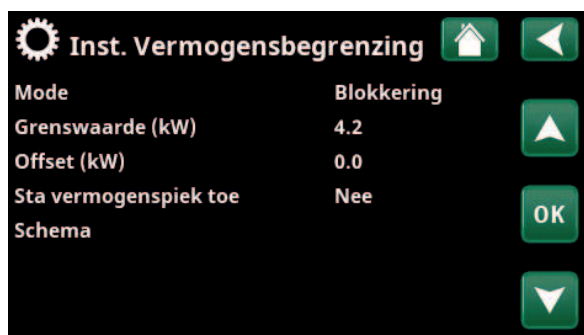 Inst. Vermogensbegrenzing
Mode Blokkering
Grenswaarde (kW) 4.2
Offset (kW) 0.0
Sta vermogenspiek toe Nee
Schema
OK